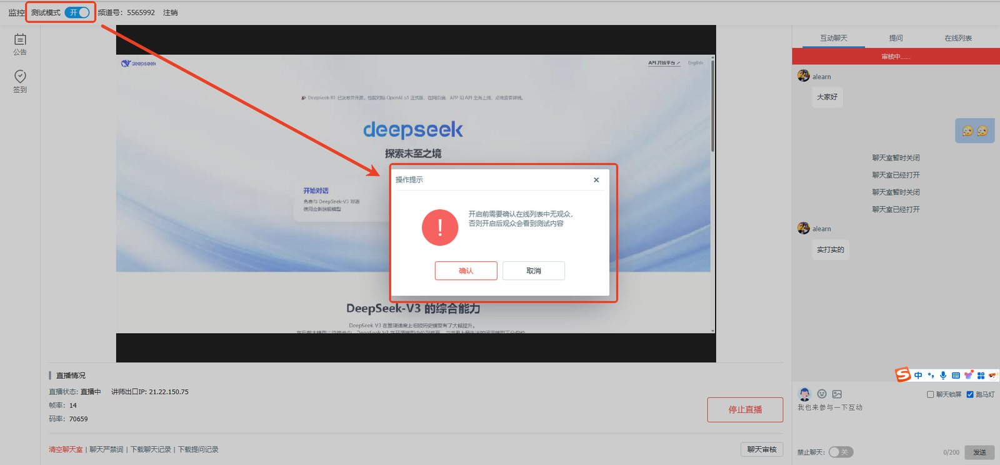 监控
测试模式 开
频道号：5565992 注销
公告
签到
deepseek
API 开放平台 English
DeepSeek-R1 已发布并开源，性能对标 OpenAI o1 正式版，在网页端、APP 和 API 全面上线，点击查看详情。
deepseek
探索未至之境
开始对话
免费与 DeepSeek-V3 对话
使用全新旗舰模型
操作提示
开启前需要确认在线列表中无观众，
否则开启后观众会看到测试内容
确认 取消
DeepSeek-V3 的综合能力
DeepSeek-V3 在推理速度上相较历史模型有了大幅提升。
直播情况
直播状态: 直播中 讲师出口IP: 21.22.150.75
帧率: 14
码率: 70659
停止直播
清空聊天室 | 聊天严禁词 | 下载聊天记录 | 下载提问记录
聊天审核
互动聊天 提问 在线列表
审核中......
alearn
大家好
聊天室暂时关闭
聊天室已经打开
聊天室暂时关闭
聊天室已经打开
alearn
实打实的
S 中
聊天锁屏 跑马灯
我也来参与一下互动
禁止聊天: 关 0/200 发送